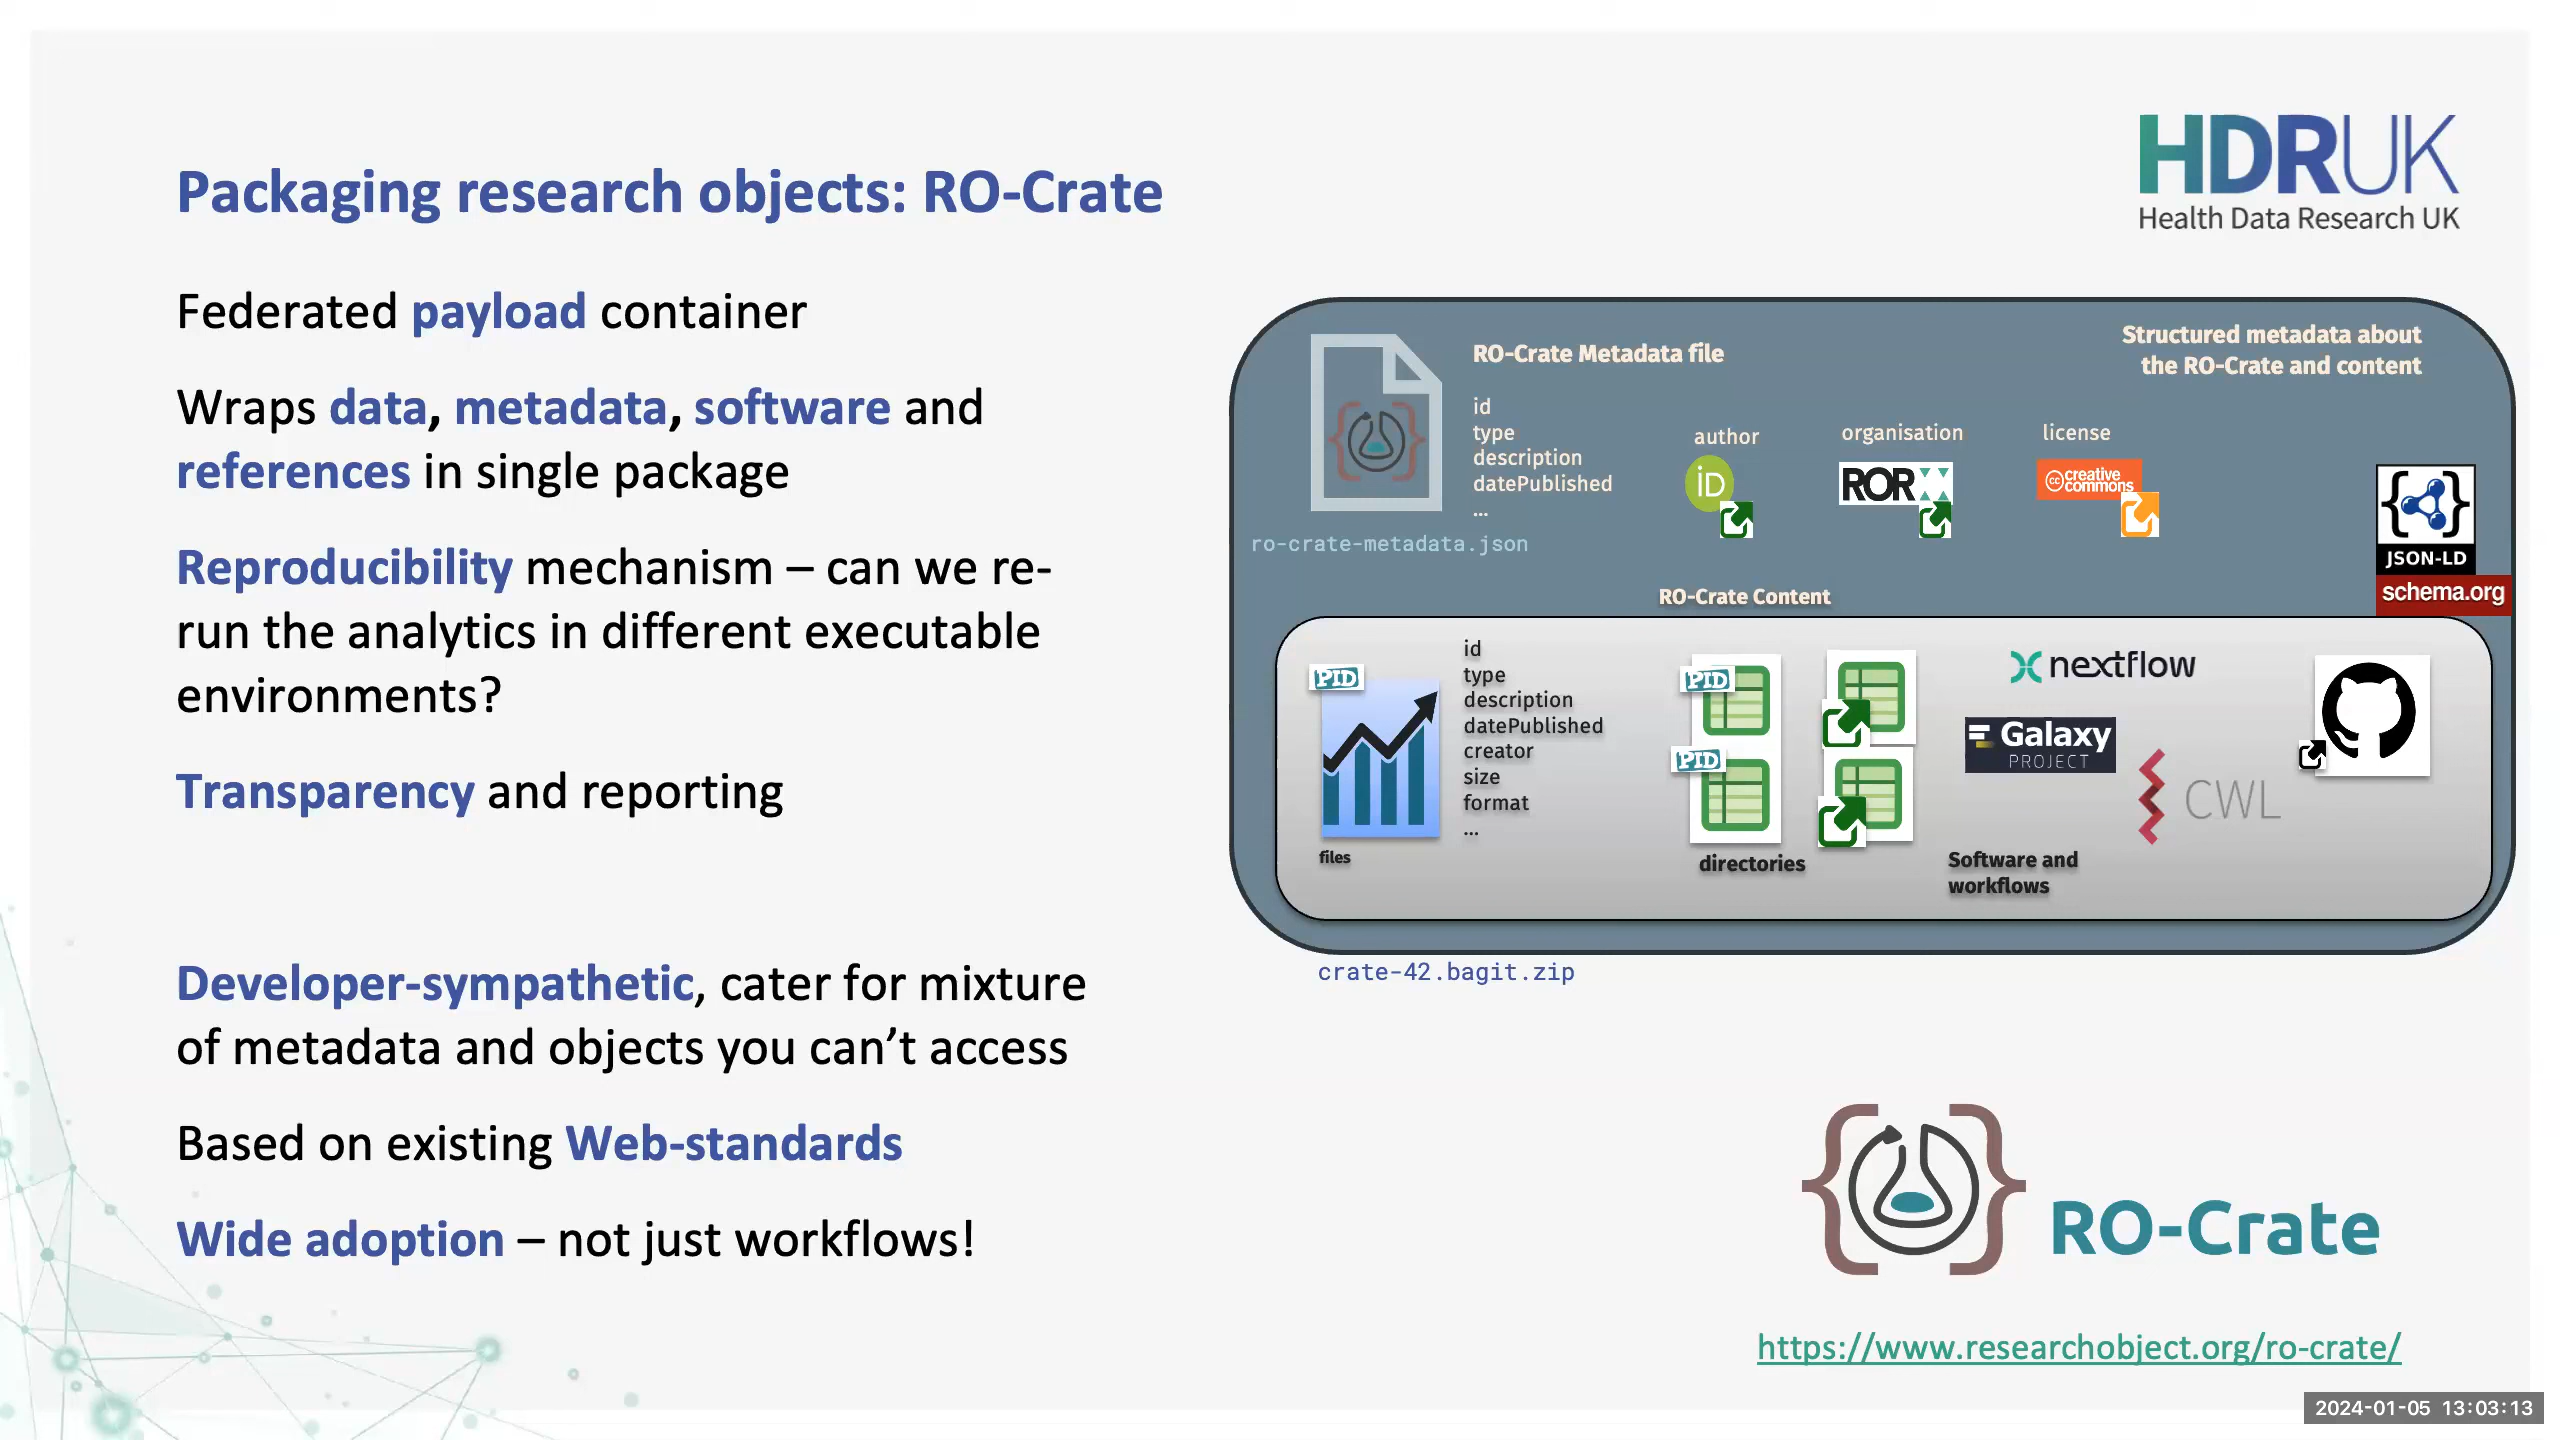 Packaging research objects: RO-Crate
HDRUK
Health Data Research UK
Federated payload container
Wraps data, metadata, software and
references in single package
Reproducibility mechanism – can we re-
run the analytics in different executable
environments?
Transparency and reporting
Developer-sympathetic, cater for mixture
of metadata and objects you can’t access
Based on existing Web-standards
Wide adoption – not just workflows!
RO-Crate Metadata file
Structured metadata about
the RO-Crate and content
id
type
description
datePublished
...
author
iD
organisation
ROR
license
cc creative
commons
ro-crate-metadata.json
JSON-LD
schema.org
RO-Crate Content
PID
files
id
type
description
datePublished
creator
size
format
...
PID
PID
directories
nextflow
Galaxy
PROJECT
CWL
Software and
workflows
crate-42.bagit.zip
RO-Crate
https://www.researchobject.org/ro-crate/
2024-01-05 13:03:13